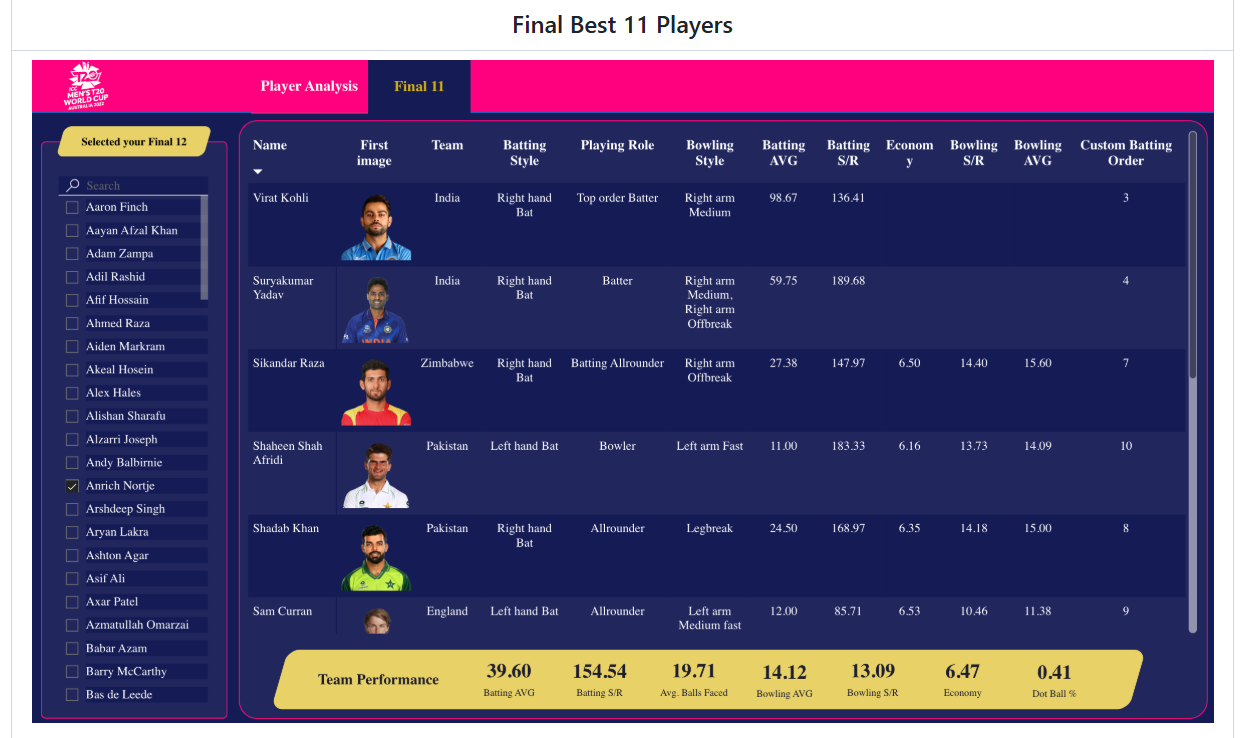 Final Best 11 Players
T20
ICC
MEN'S T20
WORLD CUP
AUSTRALIA 2022
Player Analysis
Final 11
Selected your Final 12
Search
Aaron Finch
Aayan Afzal Khan
Adam Zampa
Adil Rashid
Afif Hossain
Ahmed Raza
Aiden Markram
Akeal Hosein
Alex Hales
Alishan Sharafu
Alzarri Joseph
Andy Balbirnie
Anrich Nortje
Arshdeep Singh
Aryan Lakra
Ashton Agar
Asif Ali
Axar Patel
Azmatullah Omarzai
Babar Azam
Barry McCarthy
Bas de Leede
Name First Team Batting Playing Role Bowling Batting Batting Econom Bowling Bowling Custom Batting
image Style Style AVG S/R y S/R AVG Order
Virat Kohli India Right hand Top order Batter Right arm 98.67 136.41 3
Bat Medium
Suryakumar India Right hand Batter Right arm 59.75 189.68 4
Yadav Bat Medium,
Right arm
Offbreak
INDIA
Sikandar Raza Zimbabwe Right hand Batting Allrounder Right arm 27.38 147.97 6.50 14.40 15.60 7
Bat Offbreak
Shaheen Shah Pakistan Left hand Bat Bowler Left arm Fast 11.00 183.33 6.16 13.73 14.09 10
Afridi
Shadab Khan Pakistan Right hand Allrounder Legbreak 24.50 168.97 6.35 14.18 15.00 8
Bat
Sam Curran England Left hand Bat Allrounder Left arm 12.00 85.71 6.53 10.46 11.38 9
Medium fast
Team Performance
39.60 154.54 19.71 14.12 13.09 6.47 0.41
Batting AVG Batting S/R Avg. Balls Faced Bowling AVG Bowling S/R Economy Dot Ball %